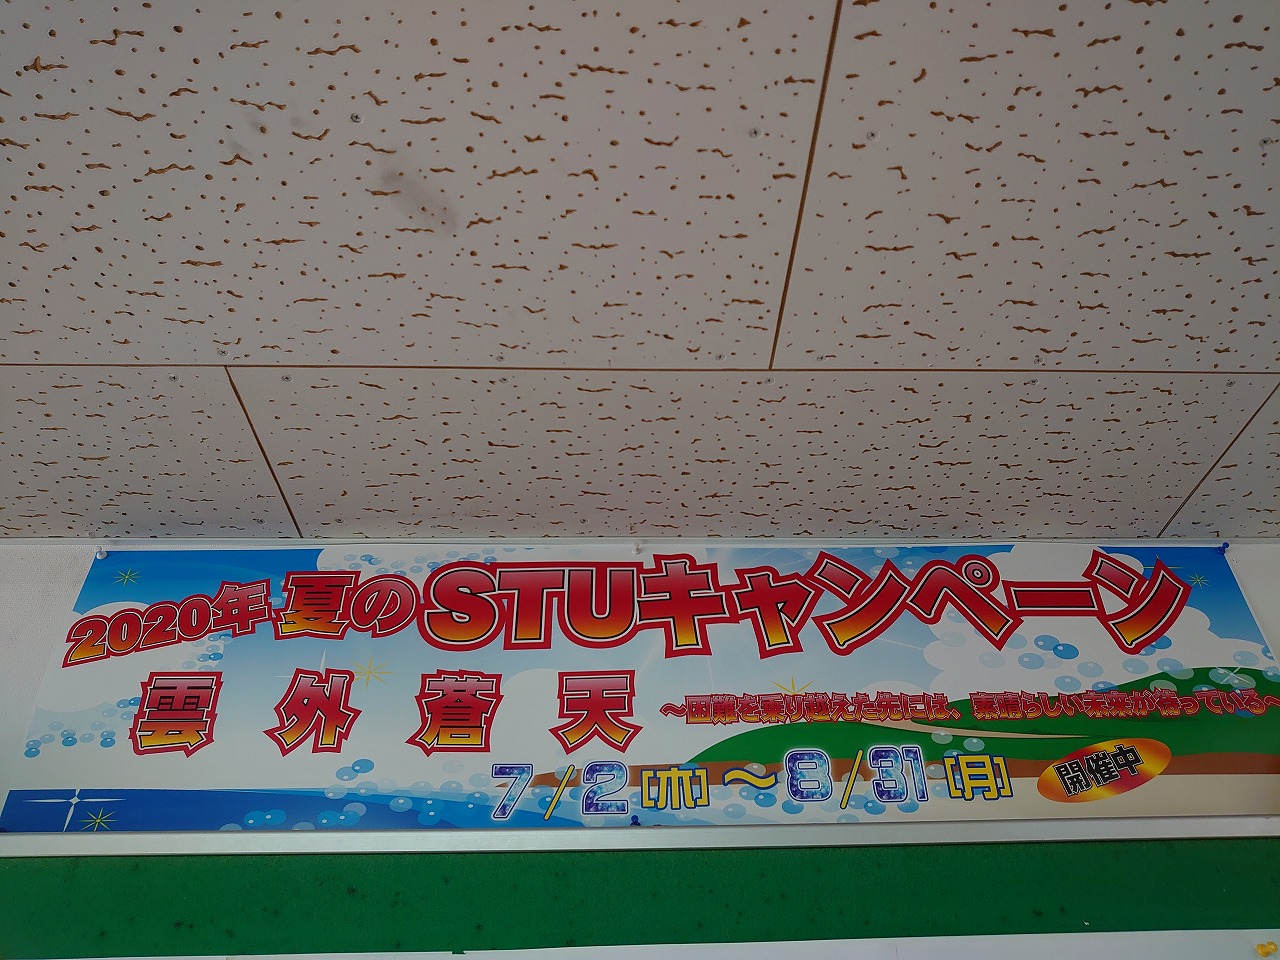 2020年 夏のSTUキャンペーン
雲外蒼天 ～困難を乗り越えた先には、素晴らしい未来が待っている～
7/2[木]～8/31[月] 開催中